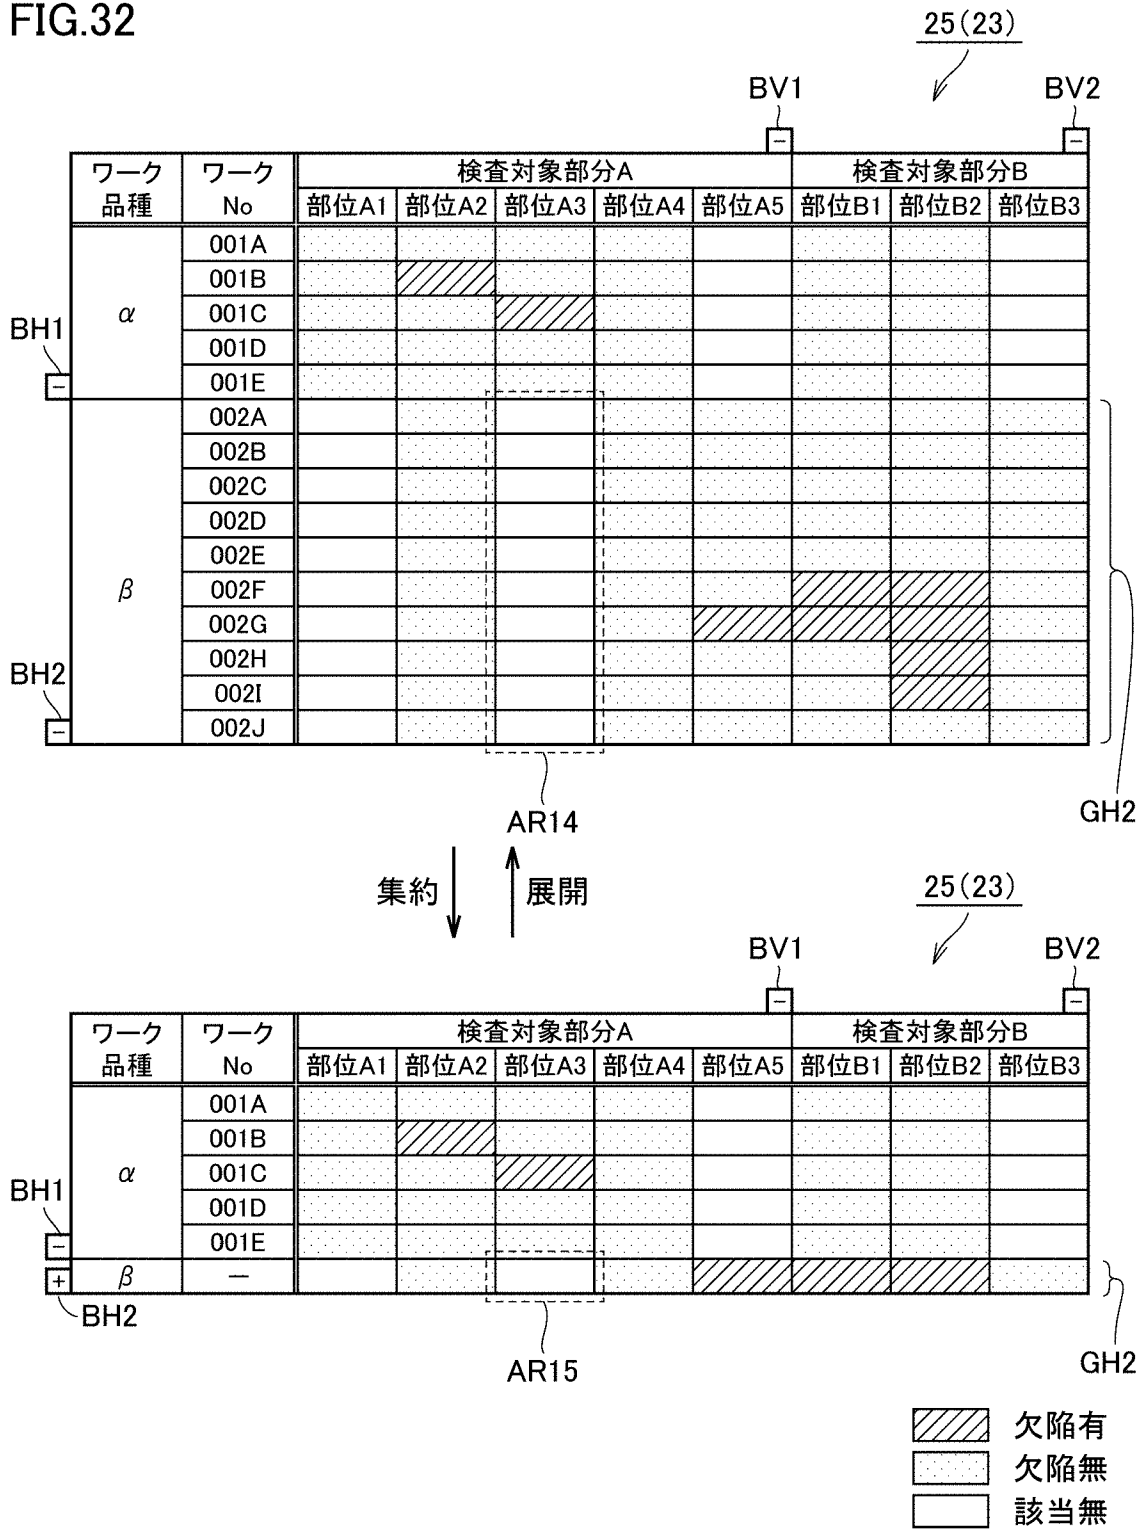 FIG.32
25(23)
BV1
BV2
−
−
ワーク品種
ワークNo
検査対象部分A
検査対象部分B
部位A1
部位A2
部位A3
部位A4
部位A5
部位B1
部位B2
部位B3
α
001A
001B
001C
001D
001E
BH1
−
β
002A
002B
002C
002D
002E
002F
002G
002H
002I
002J
BH2
−
GH2
AR14
集約
展開
25(23)
BV1
BV2
−
−
ワーク品種
ワークNo
検査対象部分A
検査対象部分B
部位A1
部位A2
部位A3
部位A4
部位A5
部位B1
部位B2
部位B3
α
001A
001B
001C
001D
001E
BH1
−
+
β
−
BH2
AR15
GH2
欠陥有
欠陥無
該当無